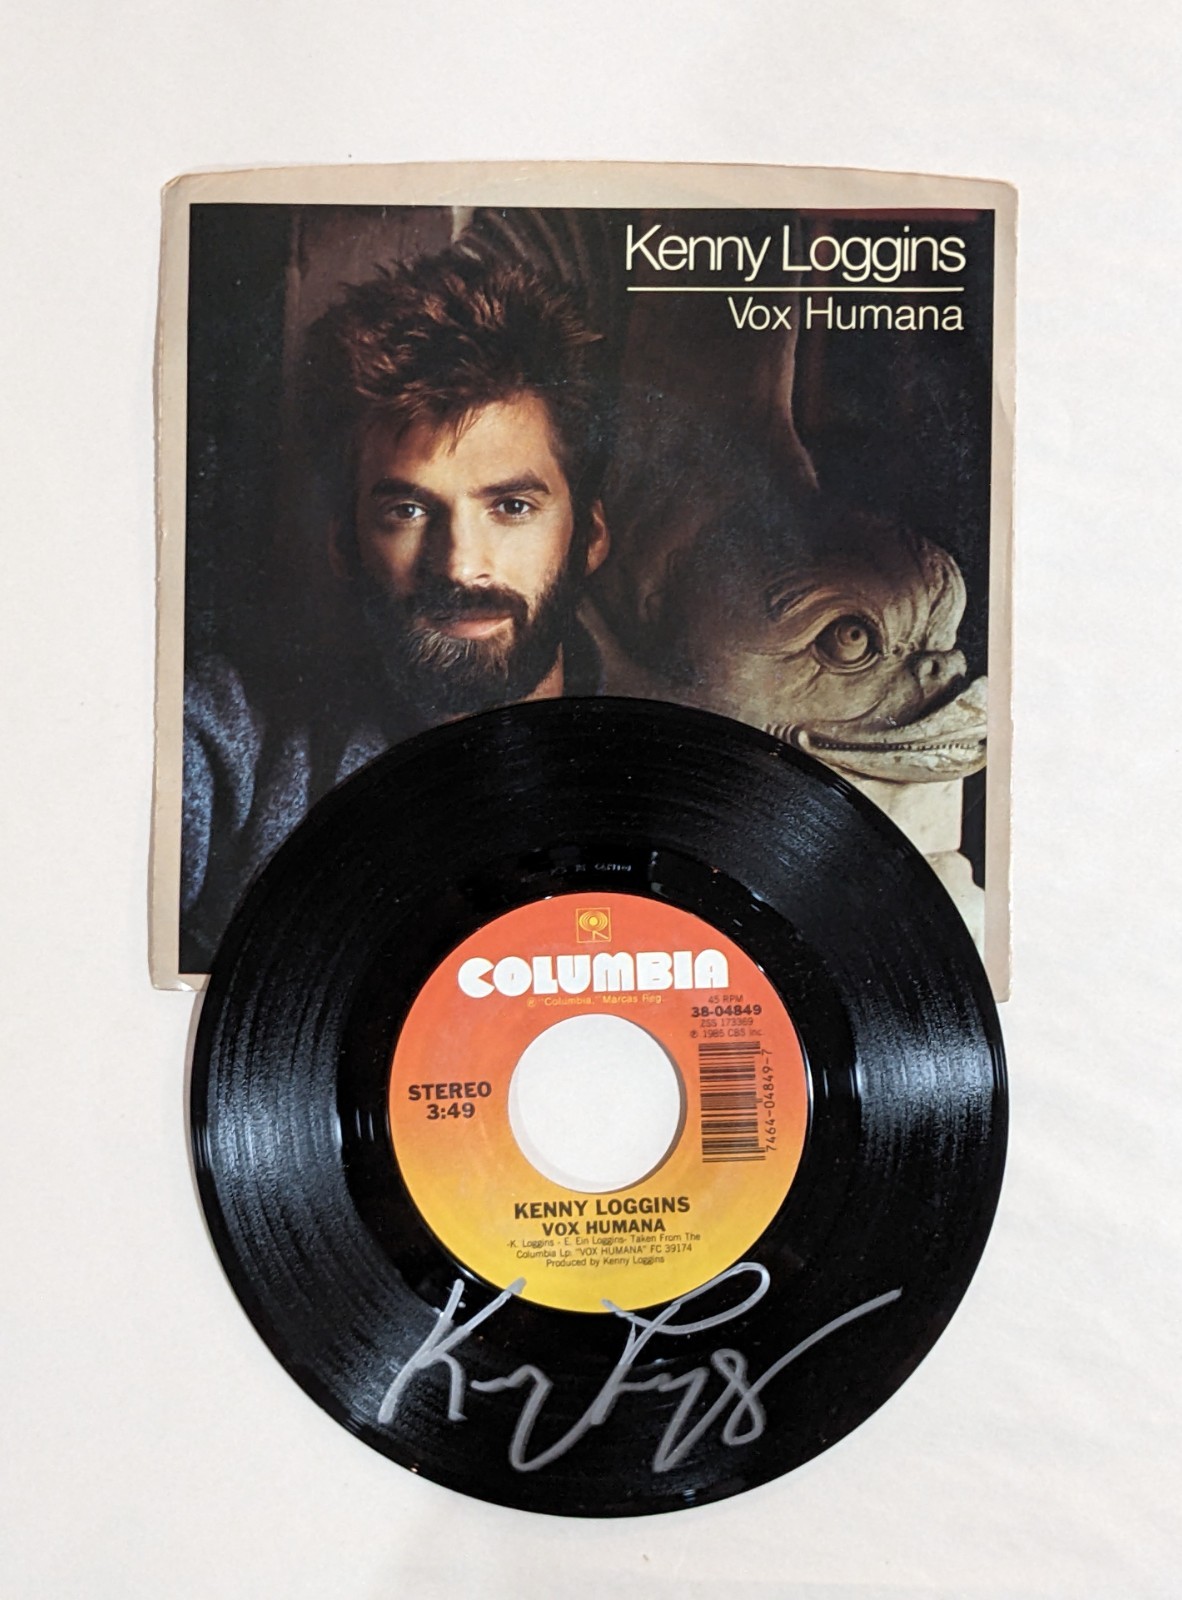 Kenny Loggins
Vox Humana
COLUMBIA
® "Columbia," Marcas Reg.
45 RPM
38-04849
ZSS 173369
℗ 1985 CBS Inc.
STEREO
3:49
7464-04849-7
KENNY LOGGINS
VOX HUMANA
-K. Loggins - E. Ein Loggins- Taken From The
Columbia Lp: "VOX HUMANA" FC 39174
Produced by Kenny Loggins
Kenny Loggins